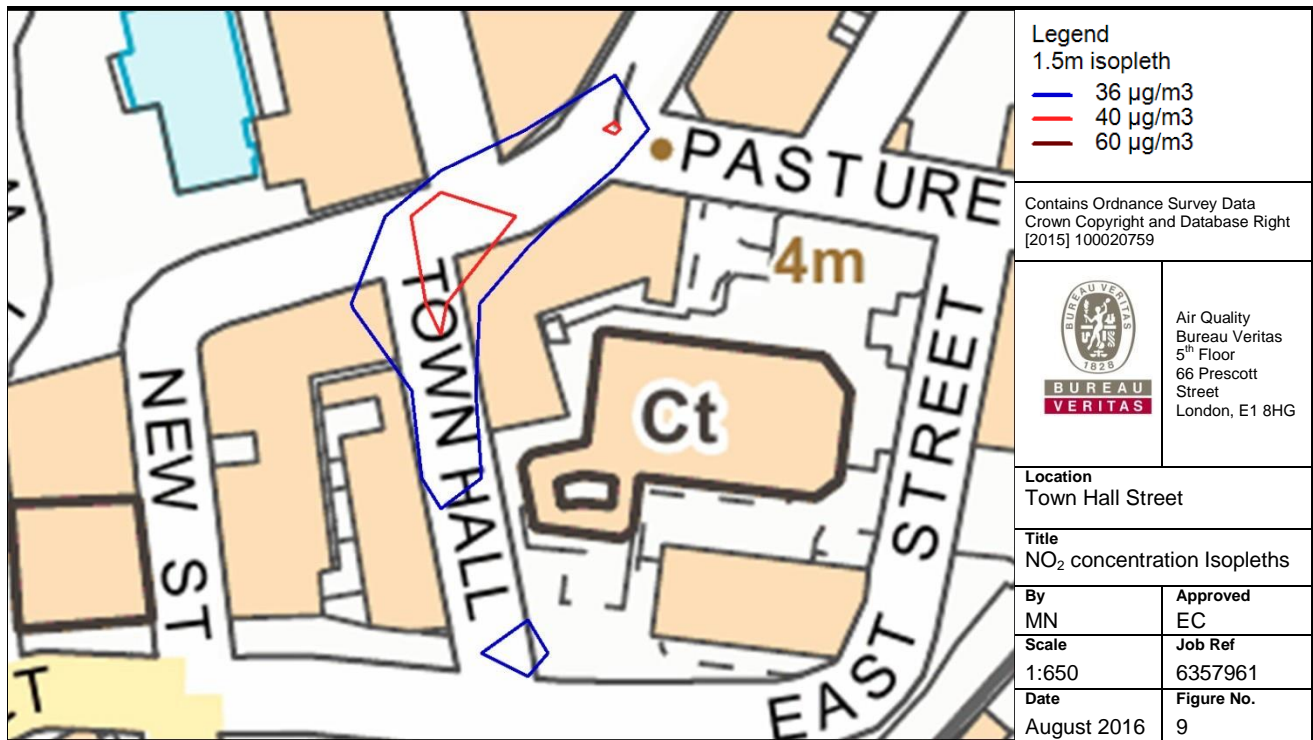 PASTURE
4m
TOWN HALL
Ct
NEW ST
EAST STREET
Legend
1.5m isopleth
36 µg/m3
40 µg/m3
60 µg/m3
Contains Ordnance Survey Data
Crown Copyright and Database Right
[2015] 100020759
BUREAU VERITAS
1828
BUREAU
VERITAS
Air Quality
Bureau Veritas
5th Floor
66 Prescott
Street
London, E1 8HG
Location
Town Hall Street
Title
NO2 concentration Isopleths
By
MN
Approved
EC
Scale
1:650
Job Ref
6357961
Date
August 2016
Figure No.
9